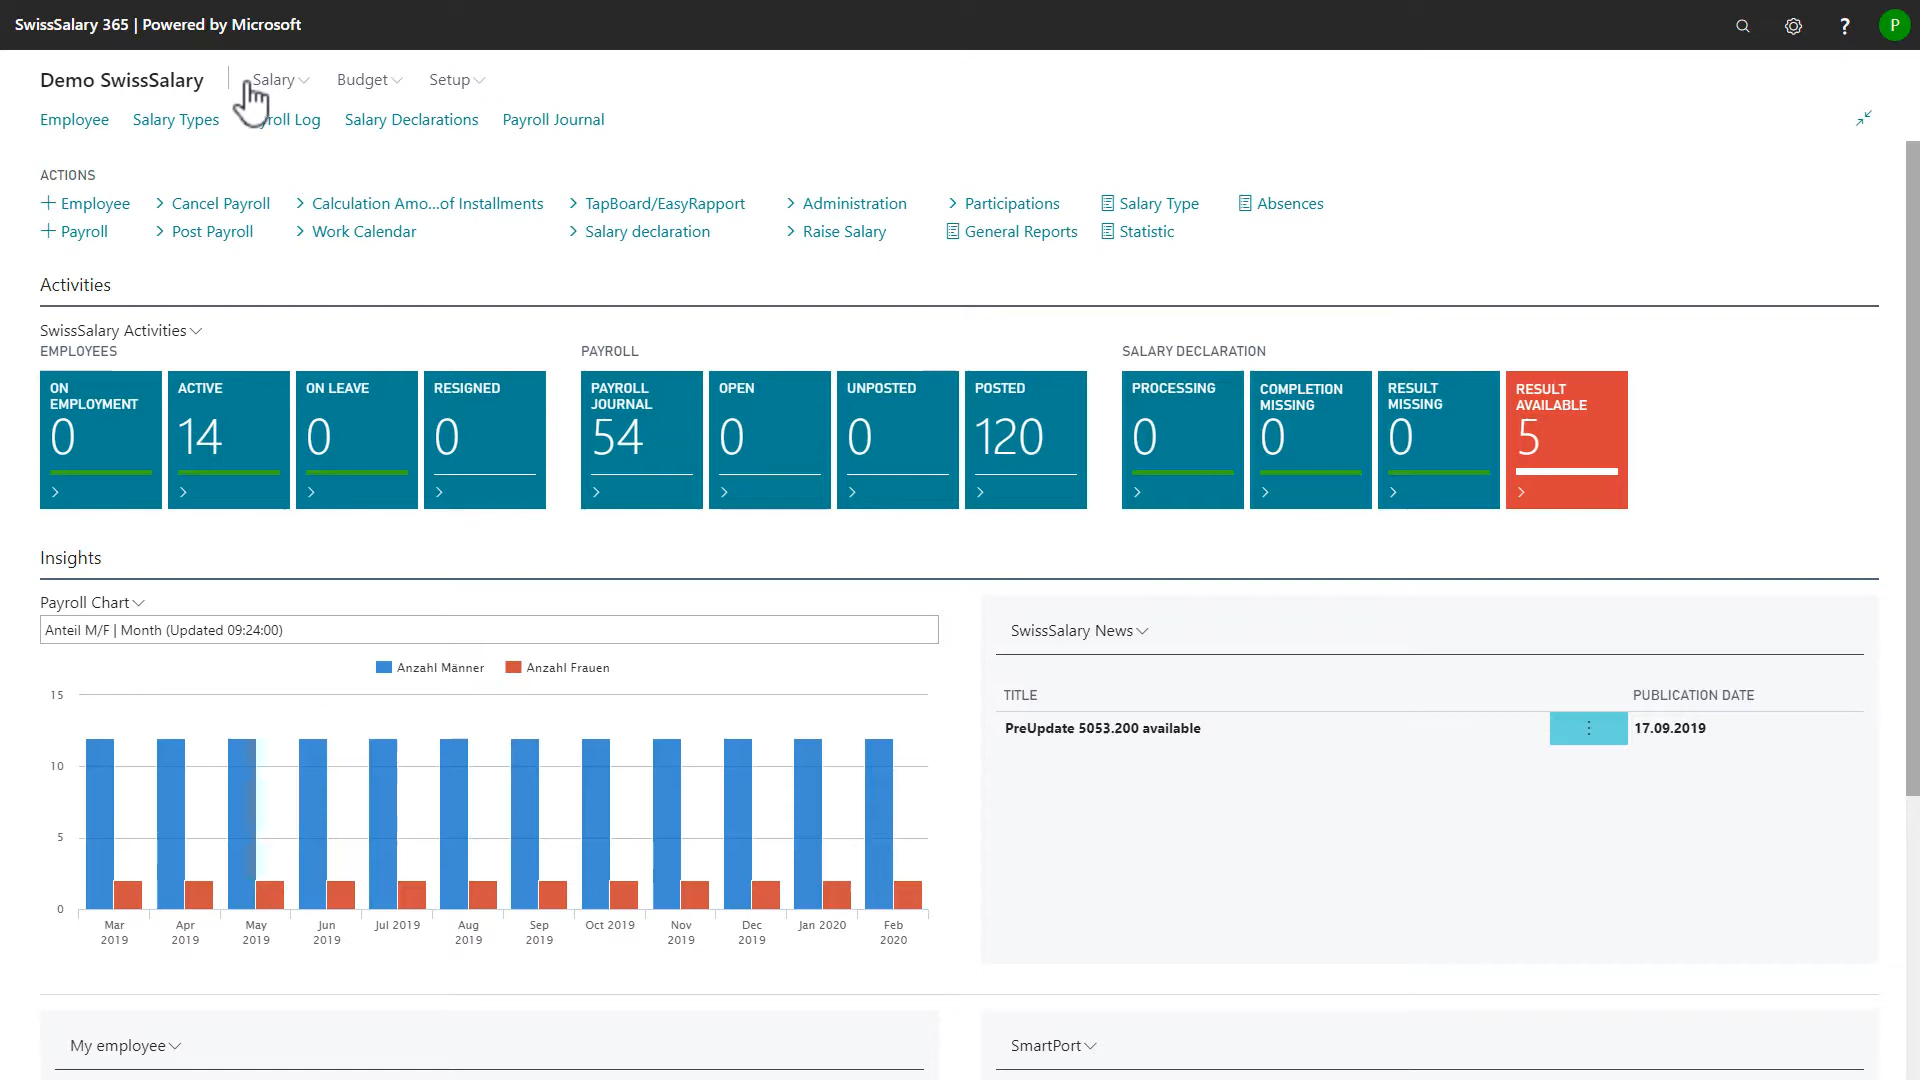 SwissSalary 365 | Powered by Microsoft
?
P
Demo SwissSalary
Salary
Budget
Setup
Employee
Salary Types
roll Log
Salary Declarations
Payroll Journal
ACTIONS
Employee
Cancel Payroll
Calculation Amo...of Installments
TapBoard/EasyRapport
Administration
Participations
Salary Type
Absences
Payroll
Post Payroll
Work Calendar
Salary declaration
Raise Salary
General Reports
Statistic
Activities
SwissSalary Activities
EMPLOYEES
PAYROLL
SALARY DECLARATION
ON
EMPLOYMENT
0
ACTIVE
14
ON LEAVE
0
RESIGNED
0
PAYROLL
JOURNAL
54
OPEN
0
UNPOSTED
0
POSTED
120
PROCESSING
0
COMPLETION
MISSING
0
RESULT
MISSING
0
RESULT
AVAILABLE
5
Insights
Payroll Chart
Anteil M/F | Month (Updated 09:24:00)
Anzahl Männer
Anzahl Frauen
15
10
5
0
Mar
2019
Apr
2019
May
2019
Jun
2019
Jul 2019
Aug
2019
Sep
2019
Oct 2019
Nov
2019
Dec
2019
Jan 2020
Feb
2020
SwissSalary News
TITLE
PUBLICATION DATE
PreUpdate 5053.200 available
17.09.2019
My employee
SmartPort